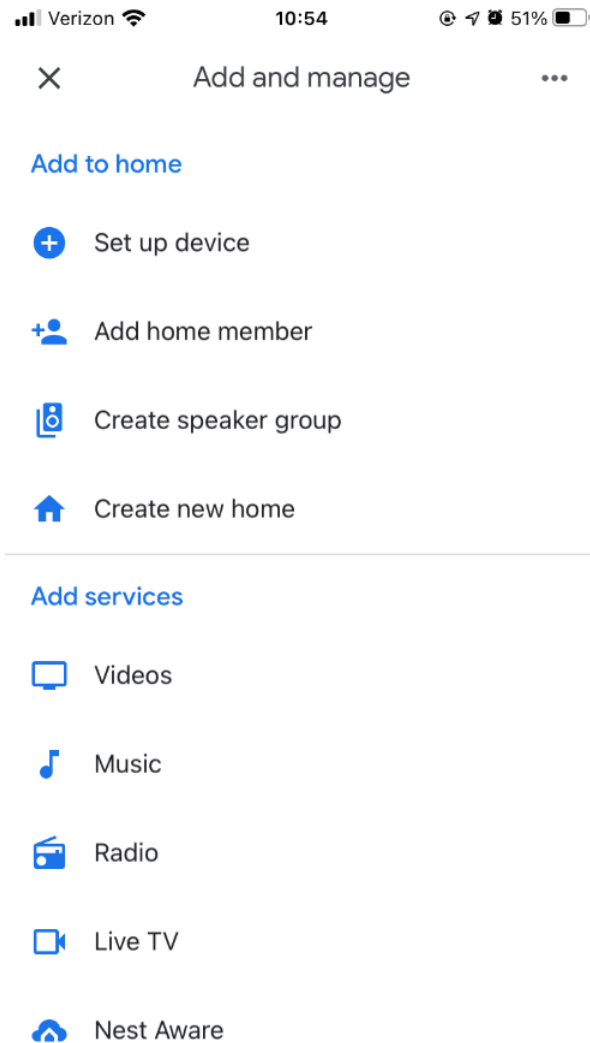 Verizon 10:54 51%
Add and manage
Add to home
Set up device
Add home member
Create speaker group
Create new home
Add services
Videos
Music
Radio
Live TV
Nest Aware